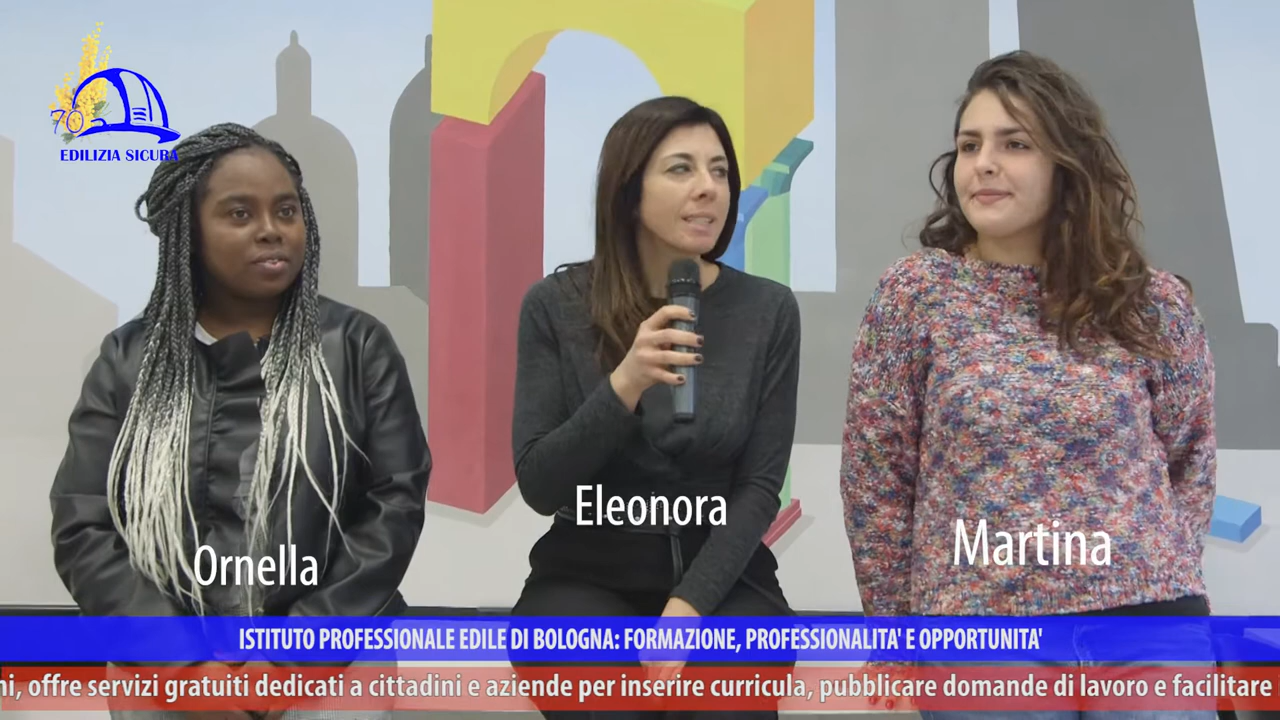 70
EDILIZIA SICURA
Eleonora
Ornella
Martina
ISTITUTO PROFESSIONALE EDILE DI BOLOGNA: FORMAZIONE, PROFESSIONALITA' E OPPORTUNITA'
offre servizi gratuiti dedicati a cittadini e aziende per inserire curricula, pubblicare domande di lavoro e facilitare